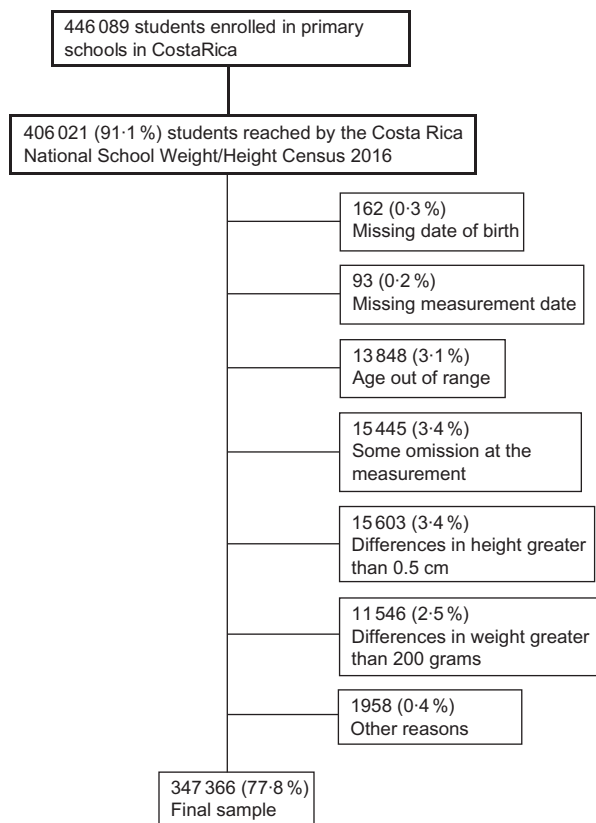 446 089 students enrolled in primary
schools in CostaRica
406 021 (91·1 %) students reached by the Costa Rica
National School Weight/Height Census 2016
162 (0·3 %)
Missing date of birth
93 (0·2 %)
Missing measurement date
13 848 (3·1 %)
Age out of range
15 445 (3·4 %)
Some omission at the
measurement
15 603 (3·4 %)
Differences in height greater
than 0.5 cm
11 546 (2·5 %)
Differences in weight greater
than 200 grams
1958 (0·4 %)
Other reasons
347 366 (77·8 %)
Final sample